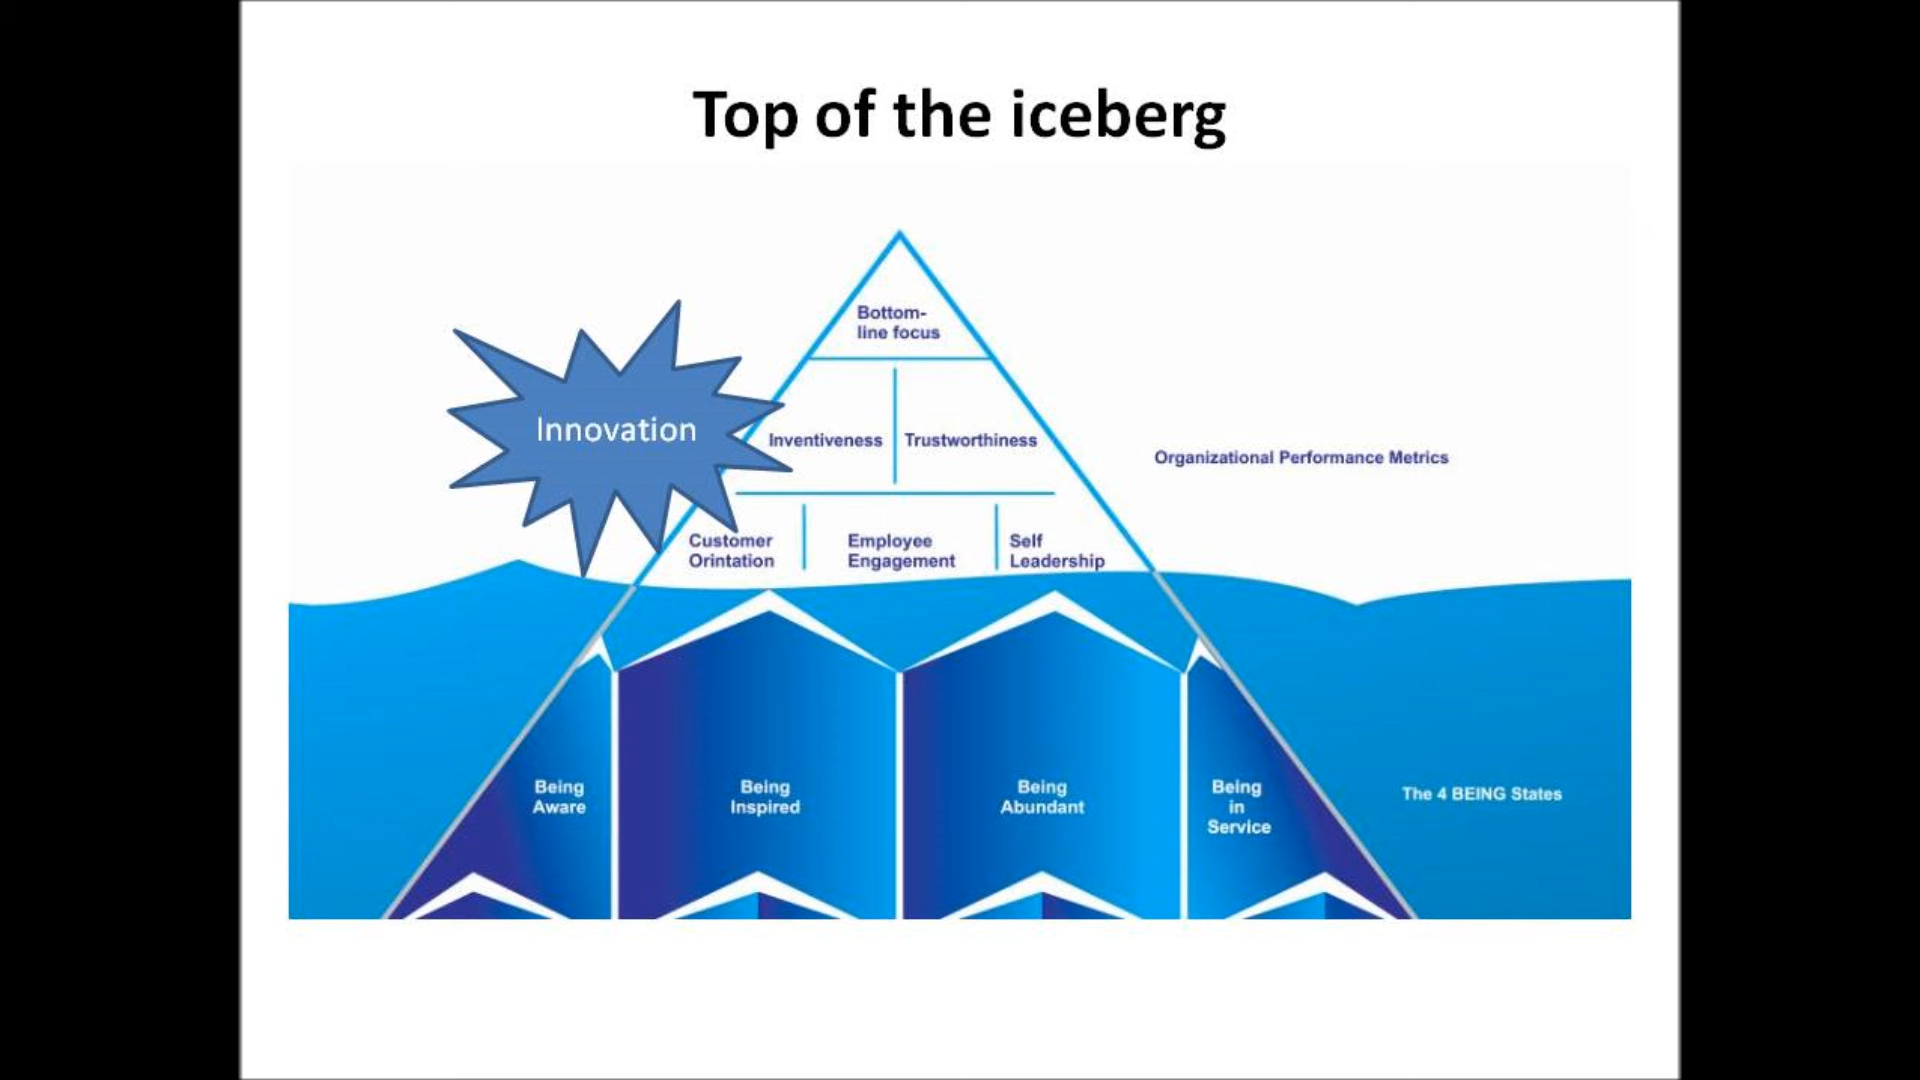 Top of the iceberg
Bottom-
line focus
Innovation
Inventiveness
Trustworthiness
Organizational Performance Metrics
Customer
Orintation
Employee
Engagement
Self
Leadership
Being
Aware
Being
Inspired
Being
Abundant
Being
in
Service
The 4 BEING States